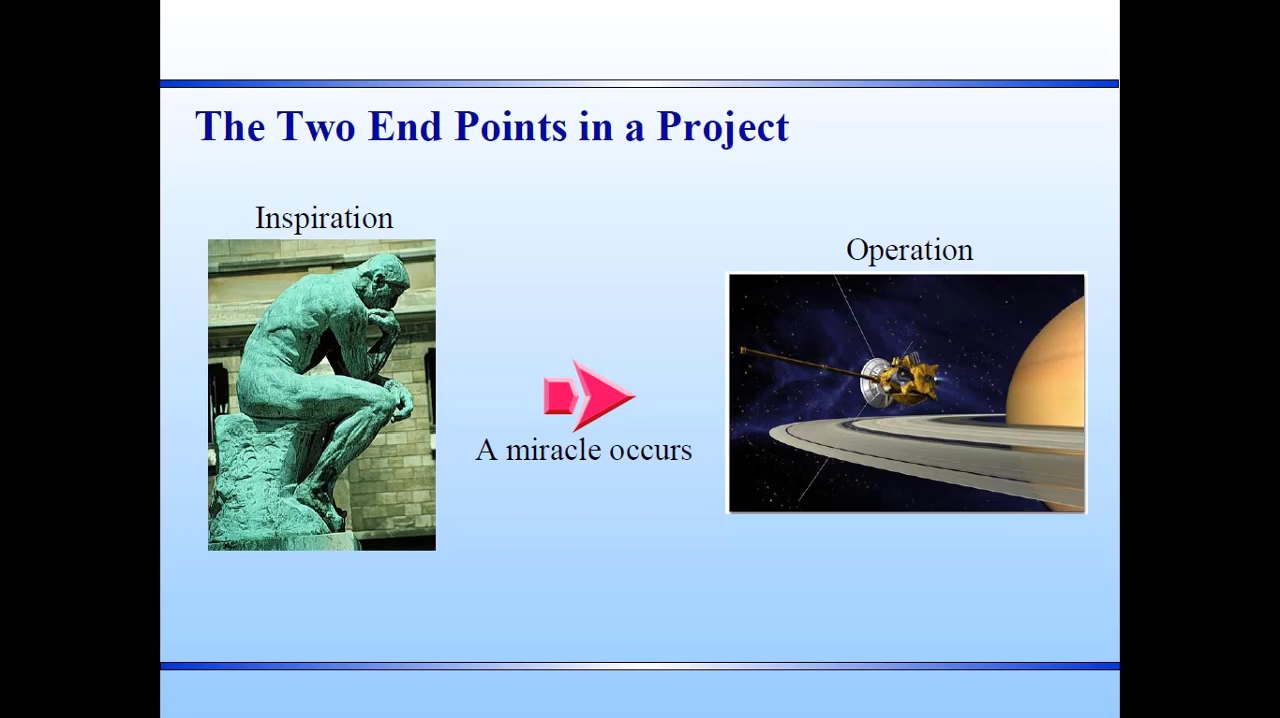 The Two End Points in a Project
Inspiration
Operation
A miracle occurs